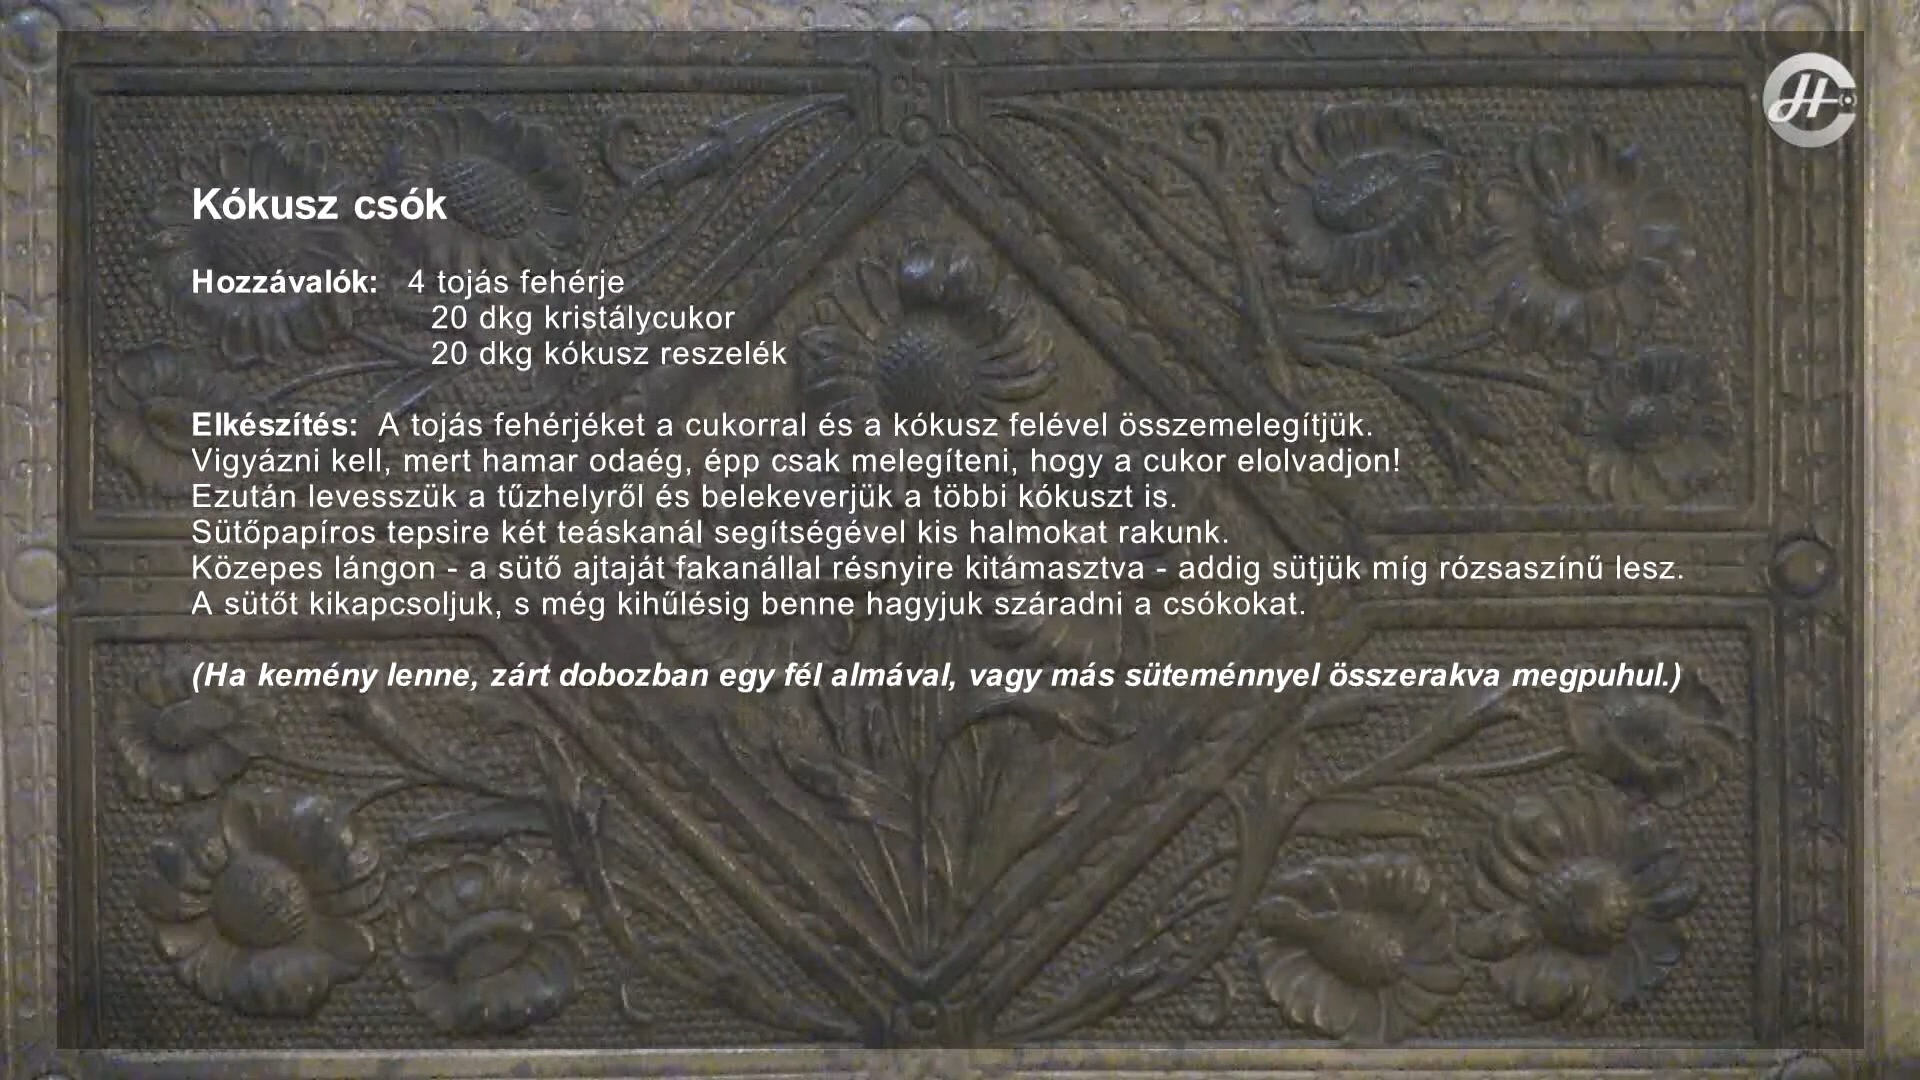 Kókusz csók
Hozzávalók: 4 tojás fehérje
20 dkg kristálycukor
20 dkg kókusz reszelék
Elkészítés: A tojás fehérjéket a cukorral és a kókusz felével összemelegítjük.
Vigyázni kell, mert hamar odaég, épp csak melegíteni, hogy a cukor elolvadjon!
Ezután levesszük a tűzhelyről és belekeverjük a többi kókuszt is.
Sütőpapíros tepsire két teáskanál segítségével kis halmokat rakunk.
Közepes lángon - a sütő ajtaját fakanállal résnyire kitámasztva - addig sütjük míg rózsaszínű lesz.
A sütőt kikapcsoljuk, s még kihűlésig benne hagyjuk száradni a csókokat.
(Ha kemény lenne, zárt dobozban egy fél almával, vagy más süteménnyel összerakva megpuhul.)